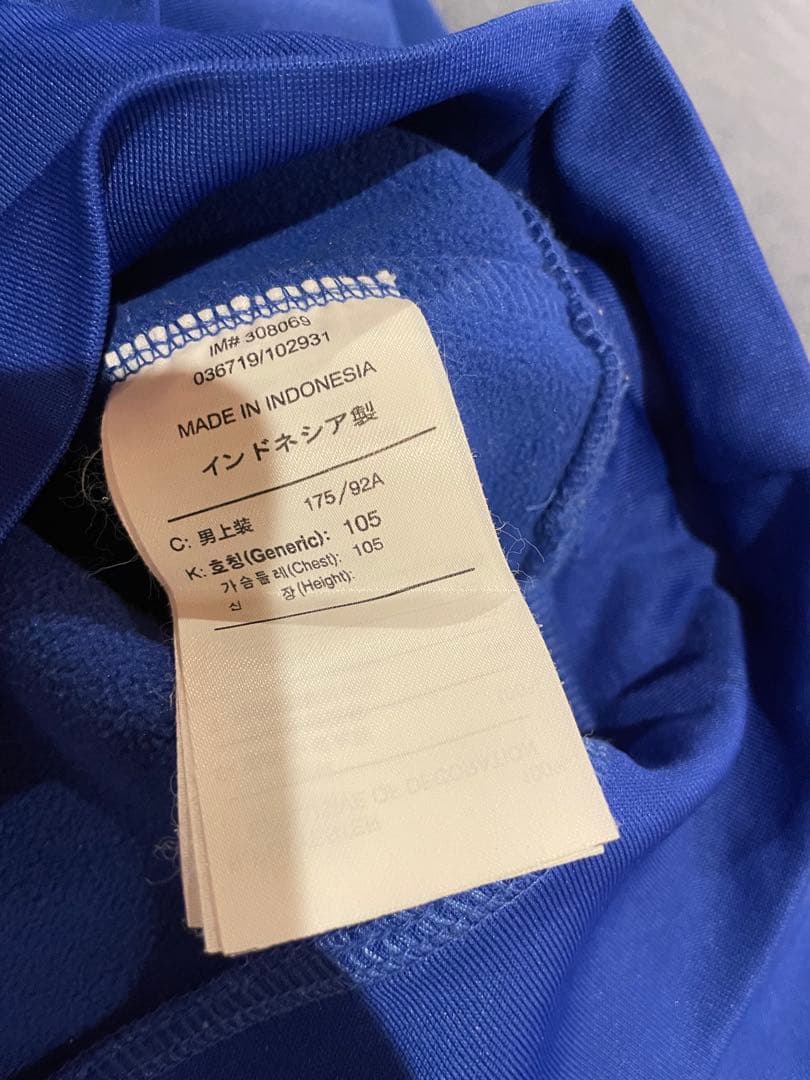 IM# 308069
036719/102931
MADE IN INDONESIA
インドネシア製
C: 男上装 175/92A
K: 호칭(Generic): 105
가슴둘레(Chest): 105
신 장(Height):